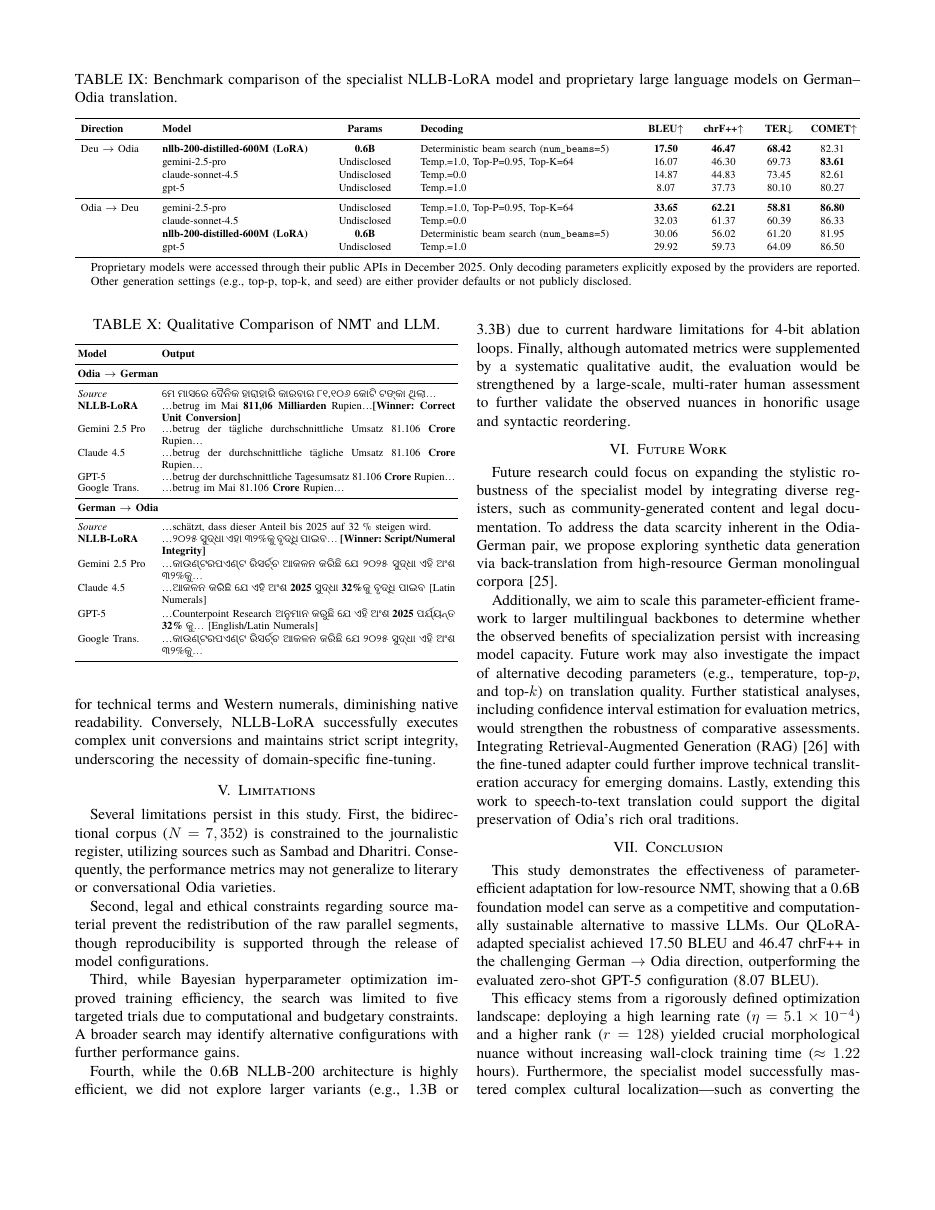 TABLE IX: Benchmark comparison of the specialist NLLB-LoRA model and proprietary large language models on German–
Odia translation.
Direction Model Params Decoding BLEU↑ chrF++↑ TER↓ COMET↑
Deu → Odia nllb-200-distilled-600M (LoRA) 0.6B Deterministic beam search (num_beams=5) 17.50 46.47 68.42 82.31
gemini-2.5-pro Undisclosed Temp.=1.0, Top-P=0.95, Top-K=64 16.07 46.30 69.73 83.61
claude-sonnet-4.5 Undisclosed Temp.=0.0 14.87 44.83 73.45 82.61
gpt-5 Undisclosed Temp.=1.0 8.07 37.73 80.10 80.27
Odia → Deu gemini-2.5-pro Undisclosed Temp.=1.0, Top-P=0.95, Top-K=64 33.65 62.21 58.81 86.80
claude-sonnet-4.5 Undisclosed Temp.=0.0 32.03 61.37 60.39 86.33
nllb-200-distilled-600M (LoRA) 0.6B Deterministic beam search (num_beams=5) 30.06 56.02 61.20 81.95
gpt-5 Undisclosed Temp.=1.0 29.92 59.73 64.09 86.50
Proprietary models were accessed through their public APIs in December 2025. Only decoding parameters explicitly exposed by the providers are reported.
Other generation settings (e.g., top-p, top-k, and seed) are either provider defaults or not publicly disclosed.
TABLE X: Qualitative Comparison of NMT and LLM.
Model Output
Odia → German
Source ମେ ମାସରେ ଦୈନିକ ହାରାହାରି କାରବାର ୮୧,୧୦୬ କୋଟି ଟଙ୍କା ଥିଲା…
NLLB-LoRA …betrug im Mai 811,06 Milliarden Rupien…[Winner: Correct
Unit Conversion]
Gemini 2.5 Pro …betrug der tägliche durchschnittliche Umsatz 81.106 Crore
Rupien…
Claude 4.5 …betrug der durchschnittliche tägliche Umsatz 81.106 Crore
Rupien…
GPT-5 …betrug der durchschnittliche Tagesumsatz 81.106 Crore Rupien…
Google Trans. …betrug im Mai 81.106 Crore Rupien…
German → Odia
Source …schätzt, dass dieser Anteil bis 2025 auf 32 % steigen wird.
NLLB-LoRA …୨୦୨୫ ସୁଦ୍ଧା ଏହା ୩୨%କୁ ବୃଦ୍ଧି ପାଇବ… [Winner: Script/Numeral
Integrity]
Gemini 2.5 Pro …କାଉଣ୍ଟରପଏଣ୍ଟ ରିସର୍ଚ୍ଚ ଆକଳନ କରିଛି ଯେ ୨୦୨୫ ସୁଦ୍ଧା ଏହି ଅଂଶ
୩୨%କୁ…
Claude 4.5 …ଆକଳନ କରିଛି ଯେ ଏହି ଅଂଶ 2025 ସୁଦ୍ଧା 32%କୁ ବୃଦ୍ଧି ପାଇବ [Latin
Numerals]
GPT-5 …Counterpoint Research ଅନୁମାନ କରୁଛି ଯେ ଏହି ଅଂଶ 2025 ପର୍ଯ୍ୟନ୍ତ
32% କୁ… [English/Latin Numerals]
Google Trans. …କାଉଣ୍ଟରପଏଣ୍ଟ ରିସର୍ଚ୍ଚ ଆକଳନ କରିଛି ଯେ ୨୦୨୫ ସୁଦ୍ଧା ଏହି ଅଂଶ
୩୨%କୁ…
for technical terms and Western numerals, diminishing native
readability. Conversely, NLLB-LoRA successfully executes
complex unit conversions and maintains strict script integrity,
underscoring the necessity of domain-specific fine-tuning.
V. LIMITATIONS
Several limitations persist in this study. First, the bidirec-
tional corpus (N = 7, 352) is constrained to the journalistic
register, utilizing sources such as Sambad and Dharitri. Conse-
quently, the performance metrics may not generalize to literary
or conversational Odia varieties.
Second, legal and ethical constraints regarding source ma-
terial prevent the redistribution of the raw parallel segments,
though reproducibility is supported through the release of
model configurations.
Third, while Bayesian hyperparameter optimization im-
proved training efficiency, the search was limited to five
targeted trials due to computational and budgetary constraints.
A broader search may identify alternative configurations with
further performance gains.
Fourth, while the 0.6B NLLB-200 architecture is highly
efficient, we did not explore larger variants (e.g., 1.3B or
3.3B) due to current hardware limitations for 4-bit ablation
loops. Finally, although automated metrics were supplemented
by a systematic qualitative audit, the evaluation would be
strengthened by a large-scale, multi-rater human assessment
to further validate the observed nuances in honorific usage
and syntactic reordering.
VI. FUTURE WORK
Future research could focus on expanding the stylistic ro-
bustness of the specialist model by integrating diverse reg-
isters, such as community-generated content and legal docu-
mentation. To address the data scarcity inherent in the Odia-
German pair, we propose exploring synthetic data generation
via back-translation from high-resource German monolingual
corpora [25].
Additionally, we aim to scale this parameter-efficient frame-
work to larger multilingual backbones to determine whether
the observed benefits of specialization persist with increasing
model capacity. Future work may also investigate the impact
of alternative decoding parameters (e.g., temperature, top-p,
and top-k) on translation quality. Further statistical analyses,
including confidence interval estimation for evaluation metrics,
would strengthen the robustness of comparative assessments.
Integrating Retrieval-Augmented Generation (RAG) [26] with
the fine-tuned adapter could further improve technical translit-
eration accuracy for emerging domains. Lastly, extending this
work to speech-to-text translation could support the digital
preservation of Odia's rich oral traditions.
VII. CONCLUSION
This study demonstrates the effectiveness of parameter-
efficient adaptation for low-resource NMT, showing that a 0.6B
foundation model can serve as a competitive and computation-
ally sustainable alternative to massive LLMs. Our QLoRA-
adapted specialist achieved 17.50 BLEU and 46.47 chrF++ in
the challenging German → Odia direction, outperforming the
evaluated zero-shot GPT-5 configuration (8.07 BLEU).
This efficacy stems from a rigorously defined optimization
landscape: deploying a high learning rate (η = 5.1 × 10⁻⁴)
and a higher rank (r = 128) yielded crucial morphological
nuance without increasing wall-clock training time (≈ 1.22
hours). Furthermore, the specialist model successfully mas-
tered complex cultural localization—such as converting the